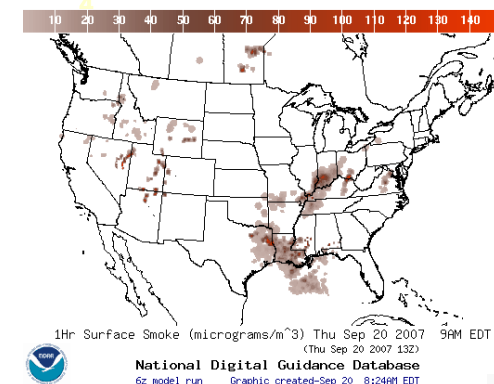 10 20 30 40 50 60 70 80 90 100 110 120 130 140
1Hr Surface Smoke (micrograms/m^3) Thu Sep 20 2007 9AM EDT
(Thu Sep 20 2007 13Z)
NOAA
National Digital Guidance Database
6z model run Graphic created-Sep 20 8:24AM EDT